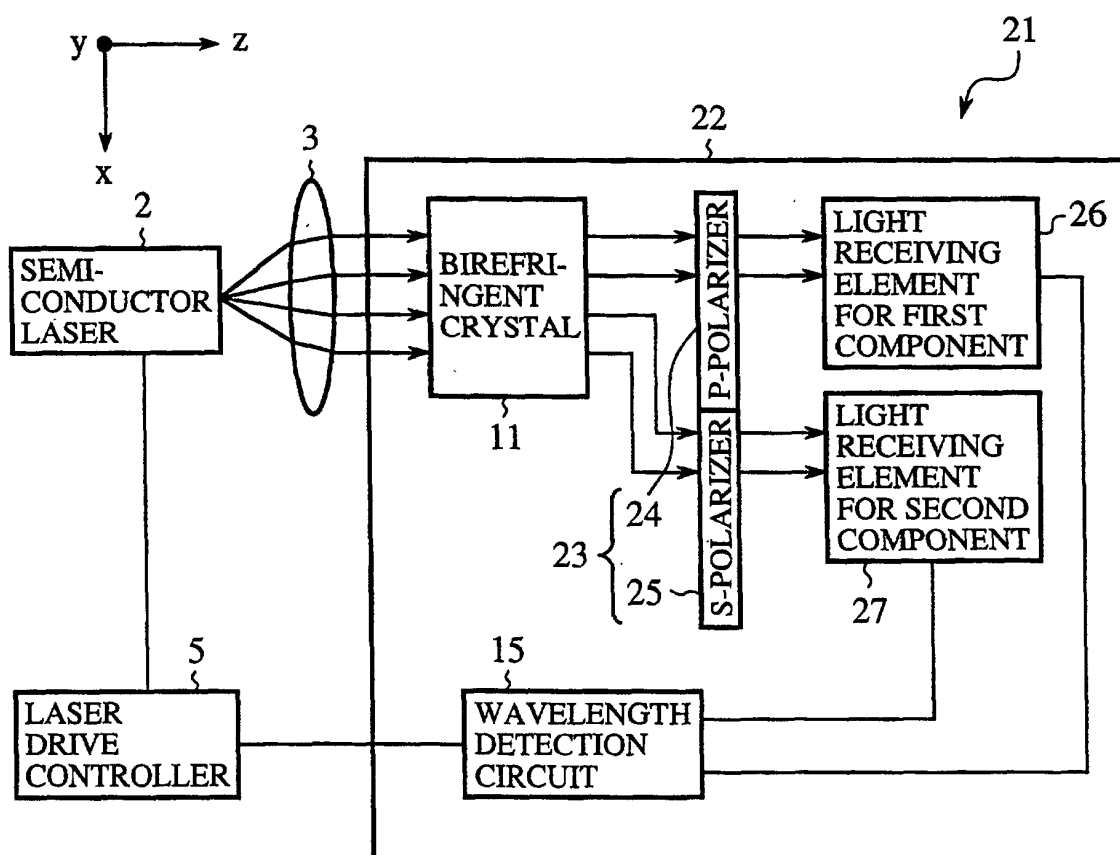 y
z
x
21
22
3
2
SEMI-
CONDUCTOR
LASER
BIREFRI-
NGENT
CRYSTAL
11
P-POLARIZER
S-POLARIZER
LIGHT
RECEIVING
ELEMENT
FOR FIRST
COMPONENT
26
LIGHT
RECEIVING
ELEMENT
FOR SECOND
COMPONENT
27
23
24
25
5
LASER
DRIVE
CONTROLLER
15
WAVELENGTH
DETECTION
CIRCUIT